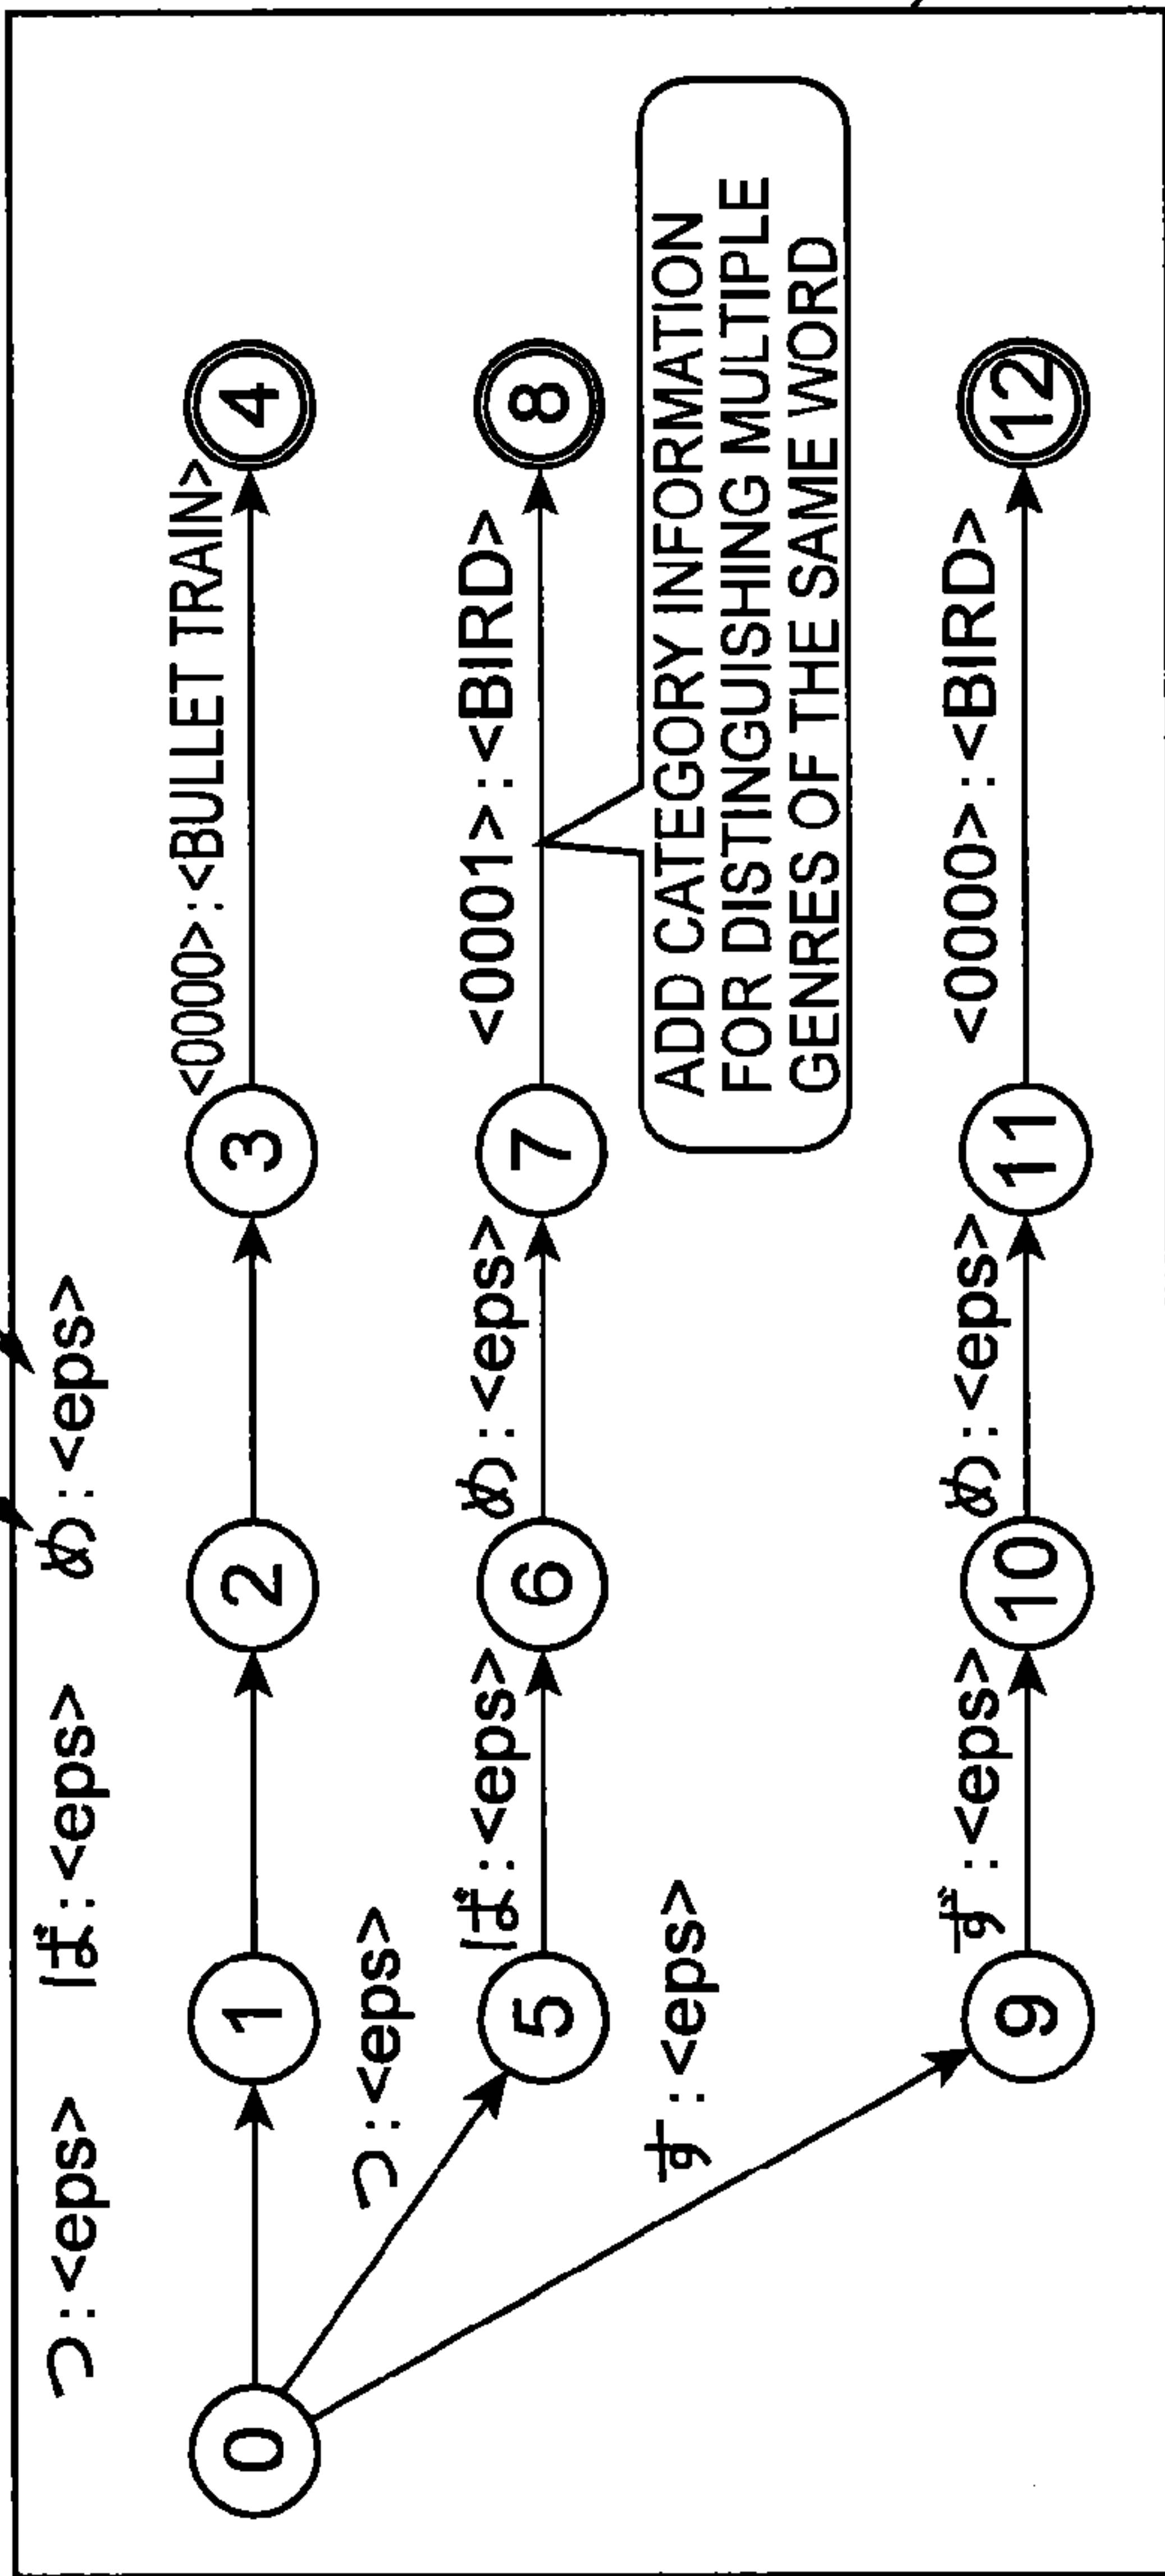 つ:<eps> ば:<eps> め:<eps>
<0000>:<BULLET TRAIN>
0 1 2 3 4
つ:<eps>
ば:<eps> め:<eps> <0001>:<BIRD>
5 6 7 8
ADD CATEGORY INFORMATION
FOR DISTINGUISHING MULTIPLE
GENRES OF THE SAME WORD
す:<eps>
ず:<eps> め:<eps> <0000>:<BIRD>
9 10 11 12